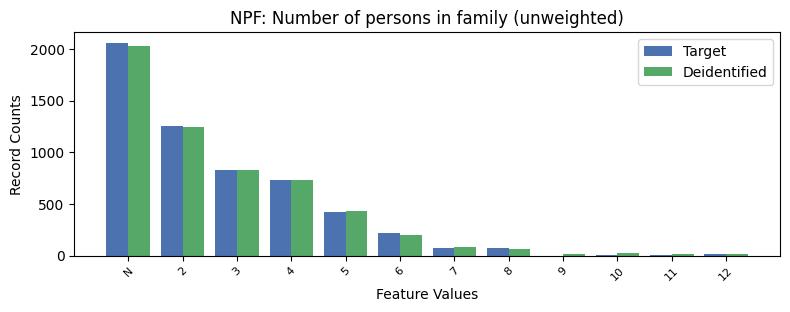 NPF: Number of persons in family (unweighted)
Target
Deidentified
Record Counts
2000
1500
1000
500
0
N 2 3 4 5 6 7 8 9 10 11 12
Feature Values